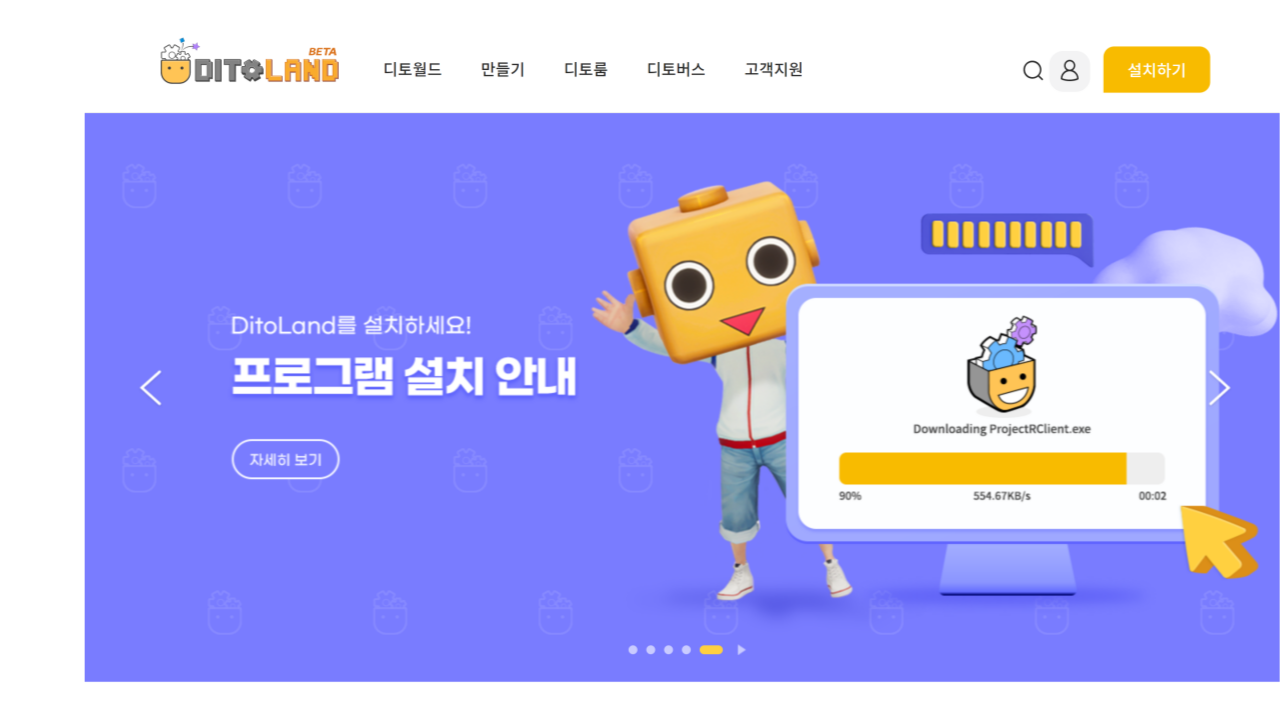 BETA
DITOLAND
디토월드 만들기 디토룸 디토버스 고객지원
설치하기
DitoLand를 설치하세요!
프로그램 설치 안내
자세히 보기
Downloading ProjectRClient.exe
90% 554.67KB/s 00:02